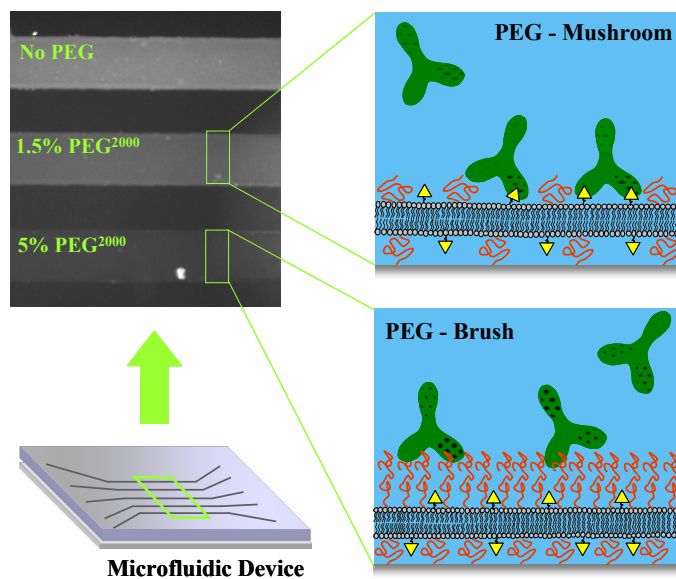 No PEG
1.5% PEG²⁰⁰⁰
5% PEG²⁰⁰⁰
PEG - Mushroom
PEG - Brush
Microfluidic Device